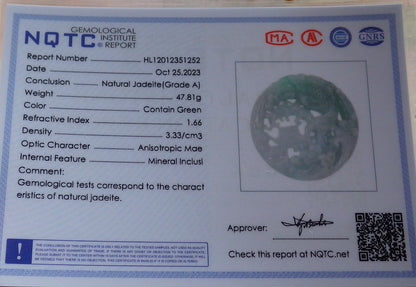 NQTC GEMOLOGICAL
INSTITUTE
® REPORT
MA
GNRS
Report Number HL12012351252
Date Oct 25,2023
Conclusion Natural Jadeite(Grade A)
Weight 47.81g
Color Contain Green
Refractive Index 1.66
Density 3.33/cm3
Optic Character Anisotropic Mae
Internal Feature Mineral Inclusi
Comment:
Gemological tests correspond to the charact
eristics of natural jadeite.
Approver:
Check this report at NQTC.net
!